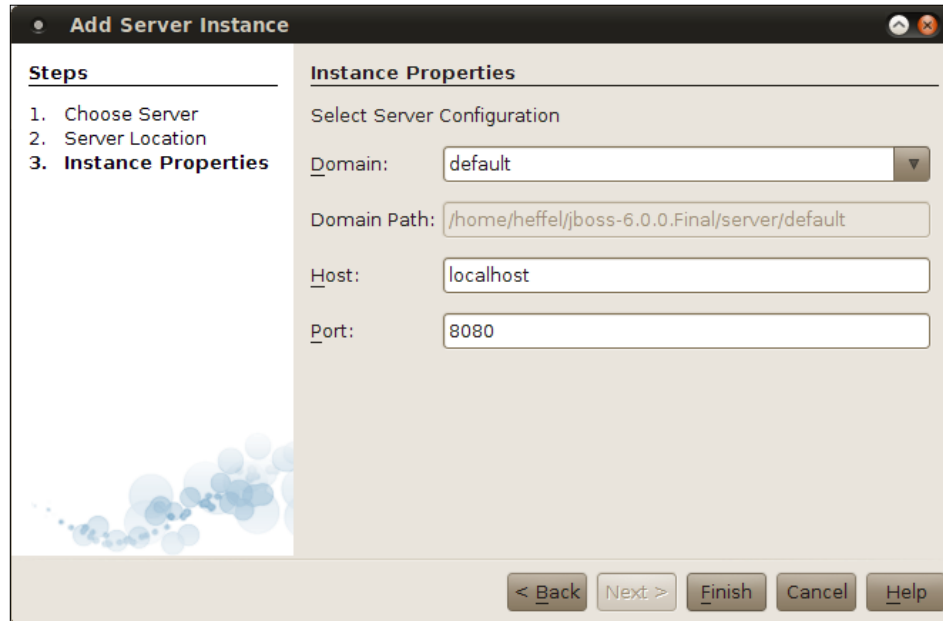 Add Server Instance
Steps
1. Choose Server
2. Server Location
3. Instance Properties
Instance Properties
Select Server Configuration
Domain: default
Domain Path: /home/heffel/jboss-6.0.0.Final/server/default
Host: localhost
Port: 8080
< Back Next > Finish Cancel Help